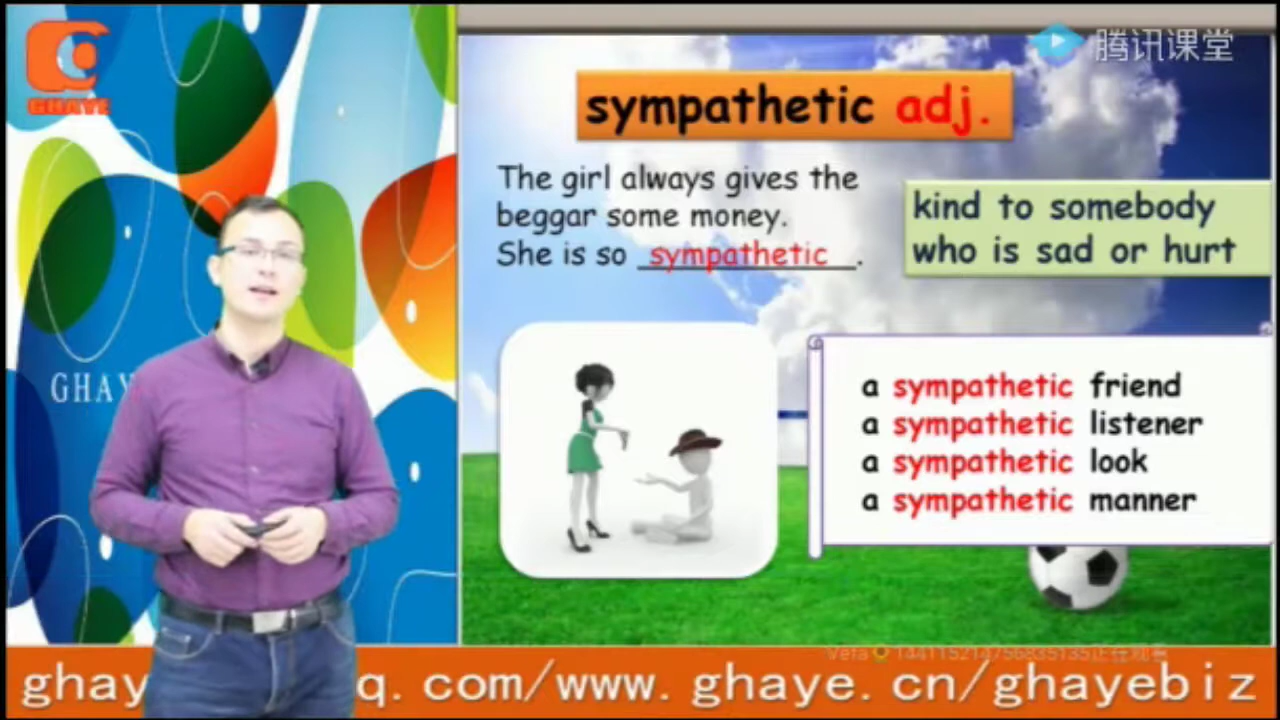 GHAYE
腾讯课堂
sympathetic adj.
The girl always gives the
beggar some money.
She is so sympathetic.
kind to somebody
who is sad or hurt
GHAY
a sympathetic friend
a sympathetic listener
a sympathetic look
a sympathetic manner
ghay q. com/www. ghaye. cn/ghayebiz